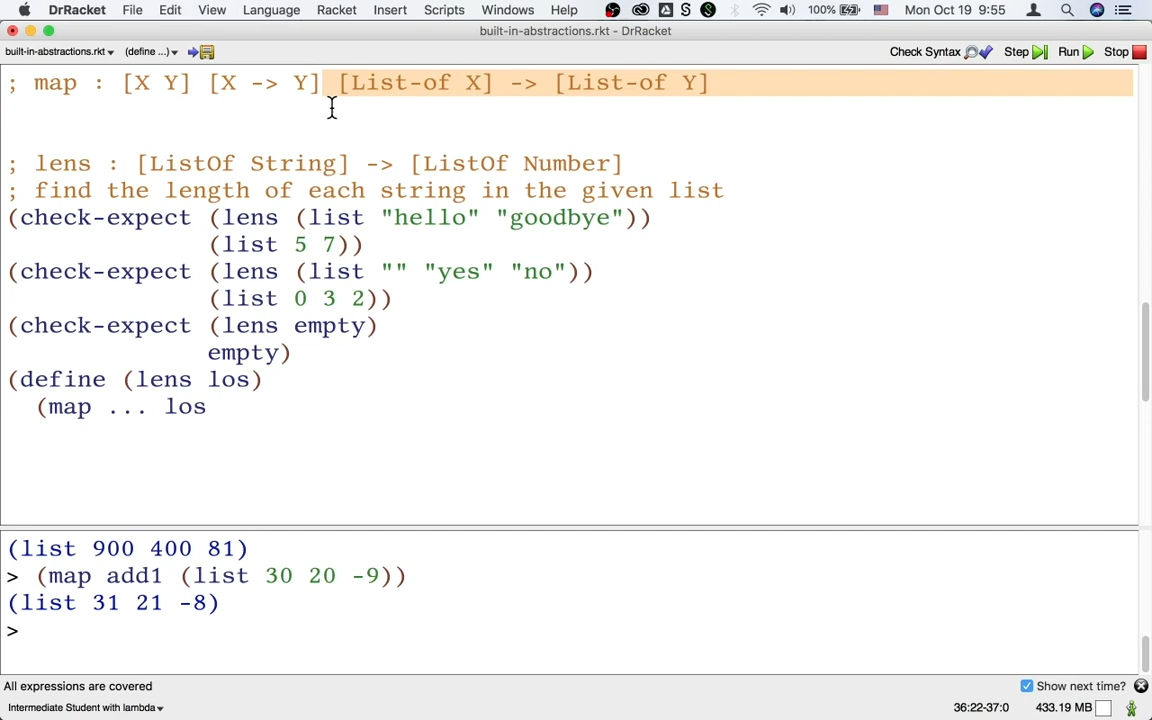 DrRacket File Edit View Language Racket Insert Scripts Windows Help 100% Mon Oct 19 9:55
built-in-abstractions.rkt - DrRacket
built-in-abstractions.rkt (define ...) Check Syntax Step Run Stop
; map : [X Y] [X -> Y] [List-of X] -> [List-of Y]
; lens : [ListOf String] -> [ListOf Number]
; find the length of each string in the given list
(check-expect (lens (list "hello" "goodbye"))
(list 5 7))
(check-expect (lens (list "" "yes" "no"))
(list 0 3 2))
(check-expect (lens empty)
empty)
(define (lens los)
(map ... los
(list 900 400 81)
> (map add1 (list 30 20 -9))
(list 31 21 -8)
>
All expressions are covered Show next time?
Intermediate Student with lambda 36:22-37:0 433.19 MB